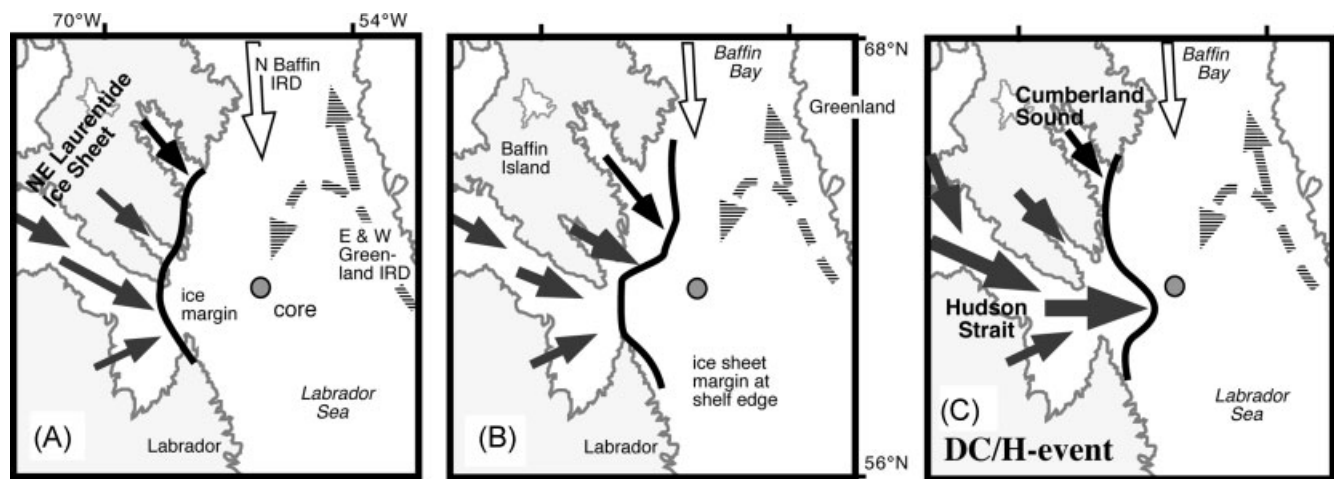 70°W
54°W
N Baffin
IRD
NE Laurentide
Ice Sheet
E & W
Green-
land IRD
ice
margin
core
Labrador
Sea
(A)
Labrador
68°N
Baffin
Bay
Greenland
Baffin
Island
ice sheet
margin at
shelf edge
(B)
56°N
Baffin
Bay
Cumberland
Sound
Hudson
Strait
Labrador
Sea
(C)
DC/H-event